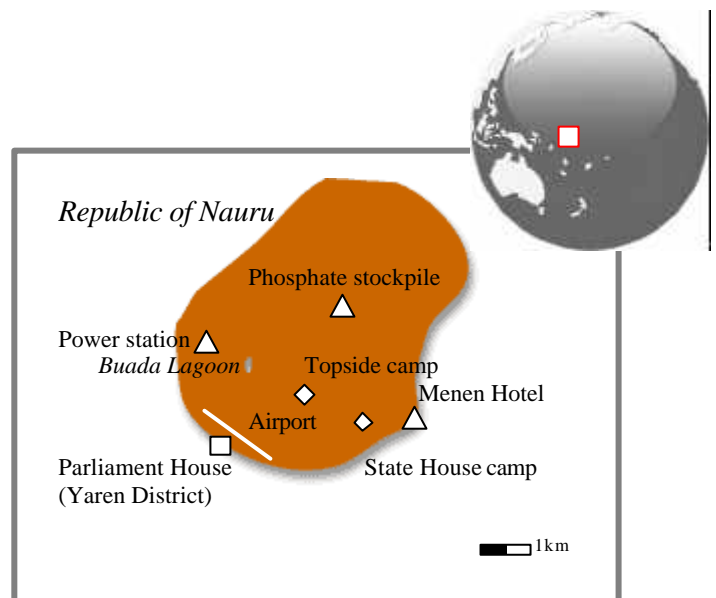 Republic of Nauru
Phosphate stockpile
Power station
Buada Lagoon
Topside camp
Menen Hotel
Airport
Parliament House
(Yaren District)
State House camp
1km